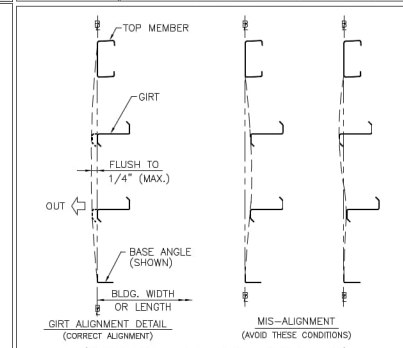 TOP MEMBER
GIRT
FLUSH TO
1/4" (MAX.)
OUT
BASE ANGLE
(SHOWN)
BLDG. WIDTH
OR LENGTH
GIRT ALIGNMENT DETAIL
(CORRECT ALIGNMENT)
MIS-ALIGNMENT
(AVOID THESE CONDITIONS)